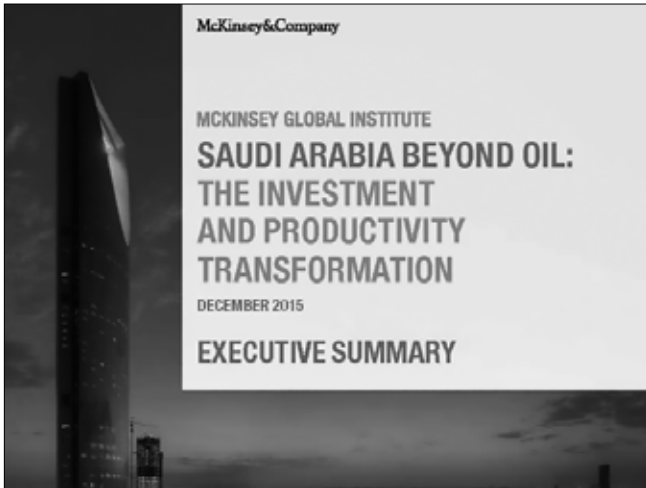 McKinsey&Company
MCKINSEY GLOBAL INSTITUTE
SAUDI ARABIA BEYOND OIL:
THE INVESTMENT
AND PRODUCTIVITY
TRANSFORMATION
DECEMBER 2015
EXECUTIVE SUMMARY